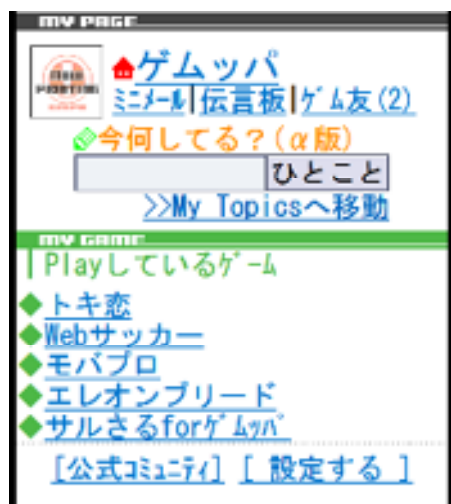 MY PAGE
ゲムッパ
ミニメール|伝言板|ゲム友(2)
今何してる?(α版)
ひとこと
>>My Topicsへ移動
MY GAME
Playしているゲーム
◆トキ恋
◆Webサッカー
◆モバプロ
◆エレオンブリード
◆サルさるforゲムッパ
[公式コミュニティ] [ 設定する ]